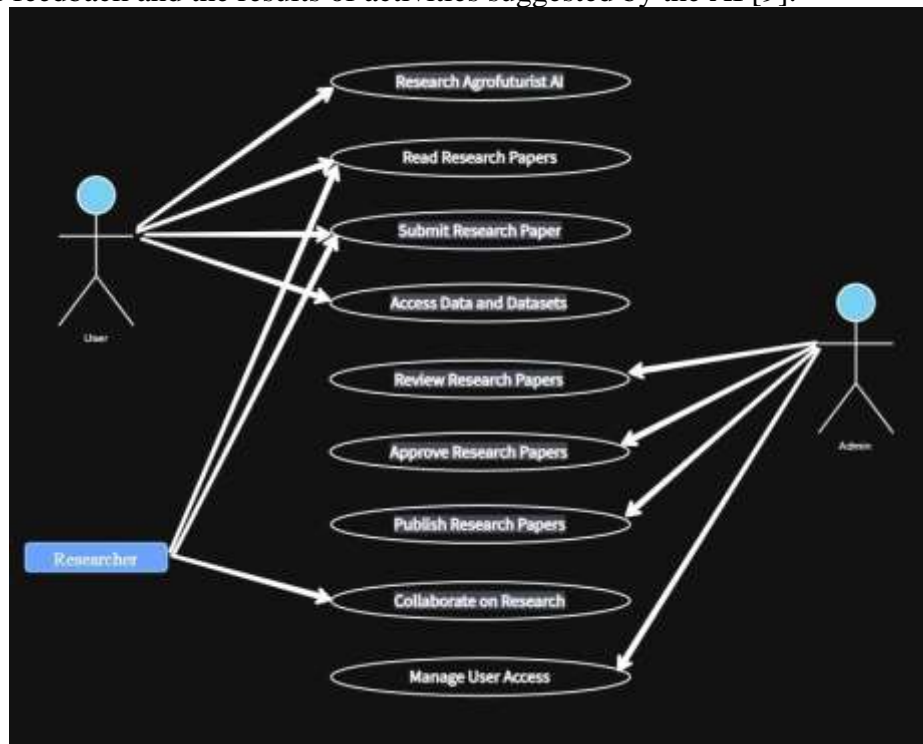 feedback and the results of activities suggested by the AI [9].
Research Agrofuturist AI
Read Research Papers
Submit Research Paper
Access Data and Datasets
User
Review Research Papers
Approve Research Papers
Admin
Publish Research Papers
Researcher
Collaborate on Research
Manage User Access